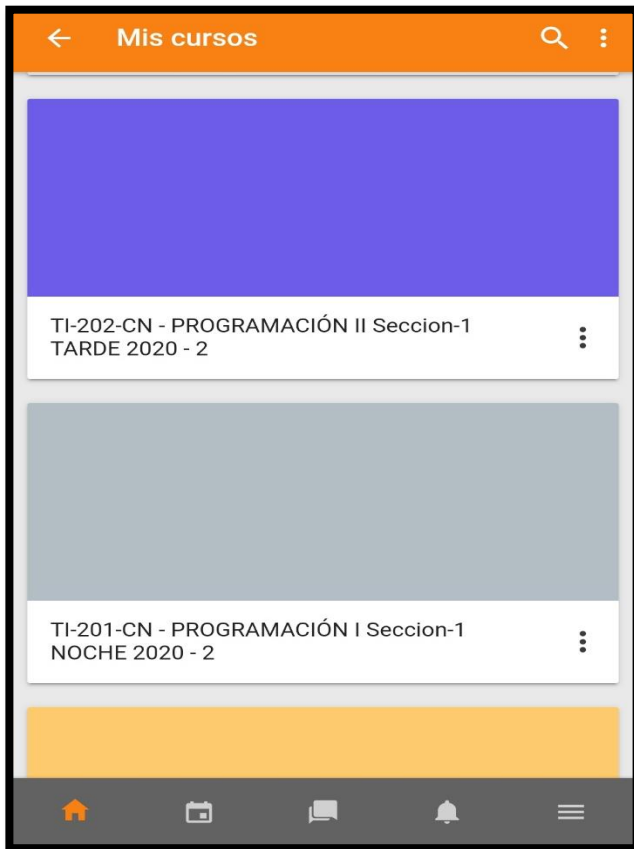 Mis cursos
TI-202-CN - PROGRAMACIÓN II Seccion-1
TARDE 2020 - 2
TI-201-CN - PROGRAMACIÓN I Seccion-1
NOCHE 2020 - 2